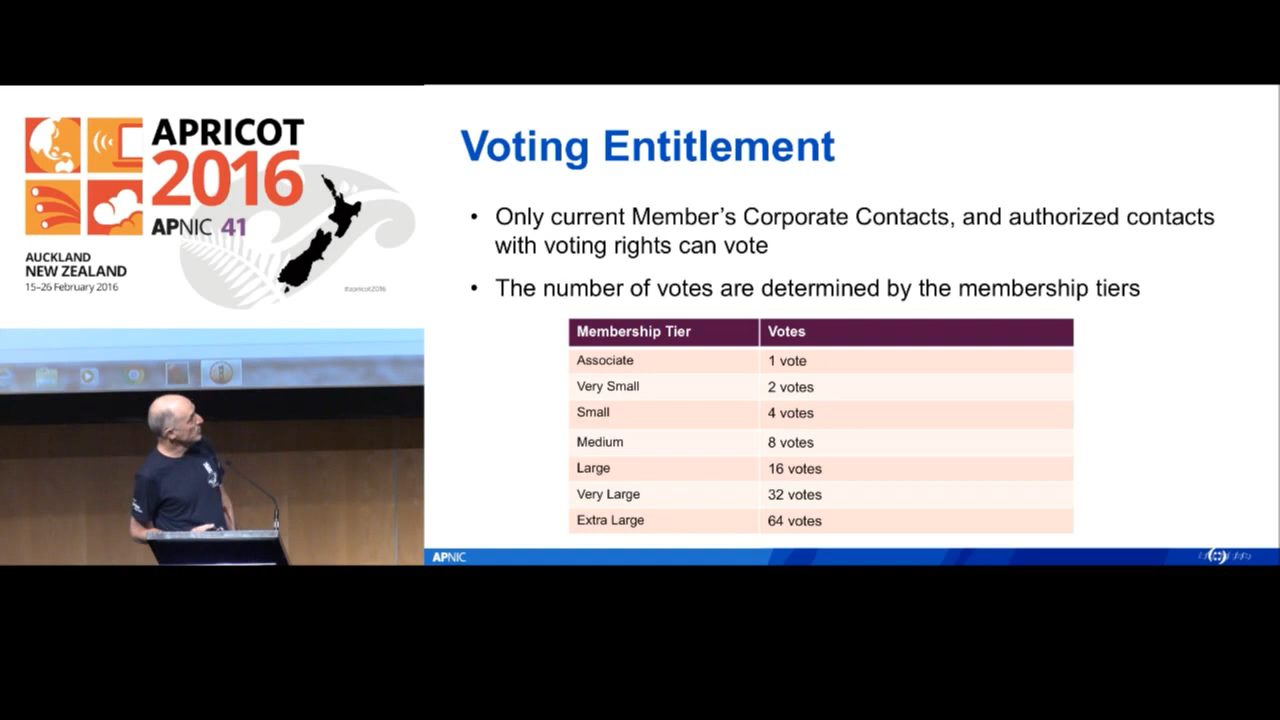 APRICOT
2016
APNIC 41
AUCKLAND
NEW ZEALAND
15–26 February 2016
#apricot2016
Voting Entitlement
• Only current Member’s Corporate Contacts, and authorized contacts
with voting rights can vote
• The number of votes are determined by the membership tiers
Membership Tier Votes
Associate 1 vote
Very Small 2 votes
Small 4 votes
Medium 8 votes
Large 16 votes
Very Large 32 votes
Extra Large 64 votes
APNIC